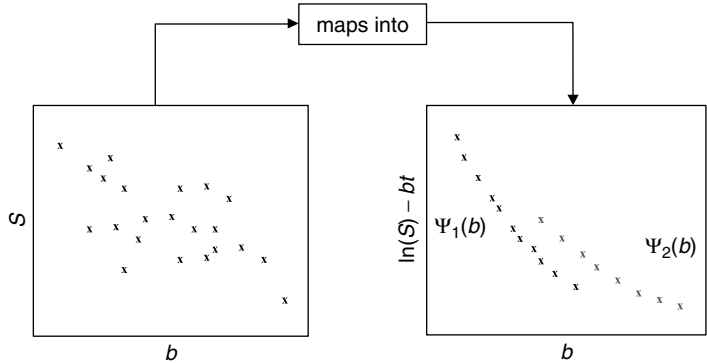 maps into
S
b
ln(S) – bt
Ψ1(b)
Ψ2(b)
b